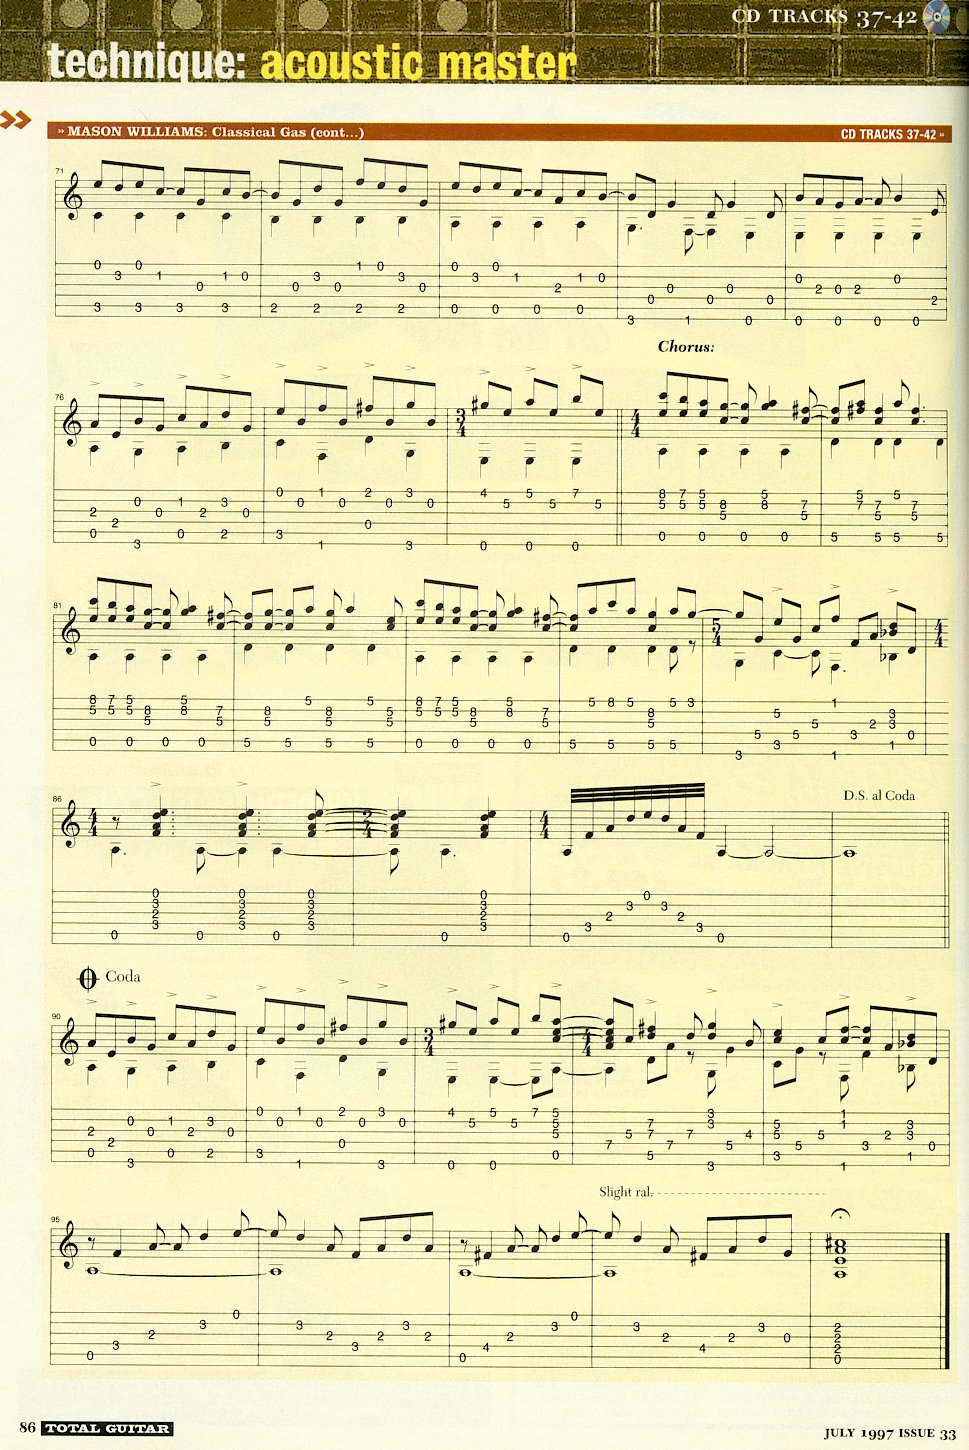 CD TRACKS 37-42
technique: acoustic master
» MASON WILLIAMS: Classical Gas (cont...)
CD TRACKS 37-42 »
71
Chorus:
76
81
86
D.S. al Coda
Coda
90
Slight ral.
95
86 TOTAL GUITAR
JULY 1997 ISSUE 33